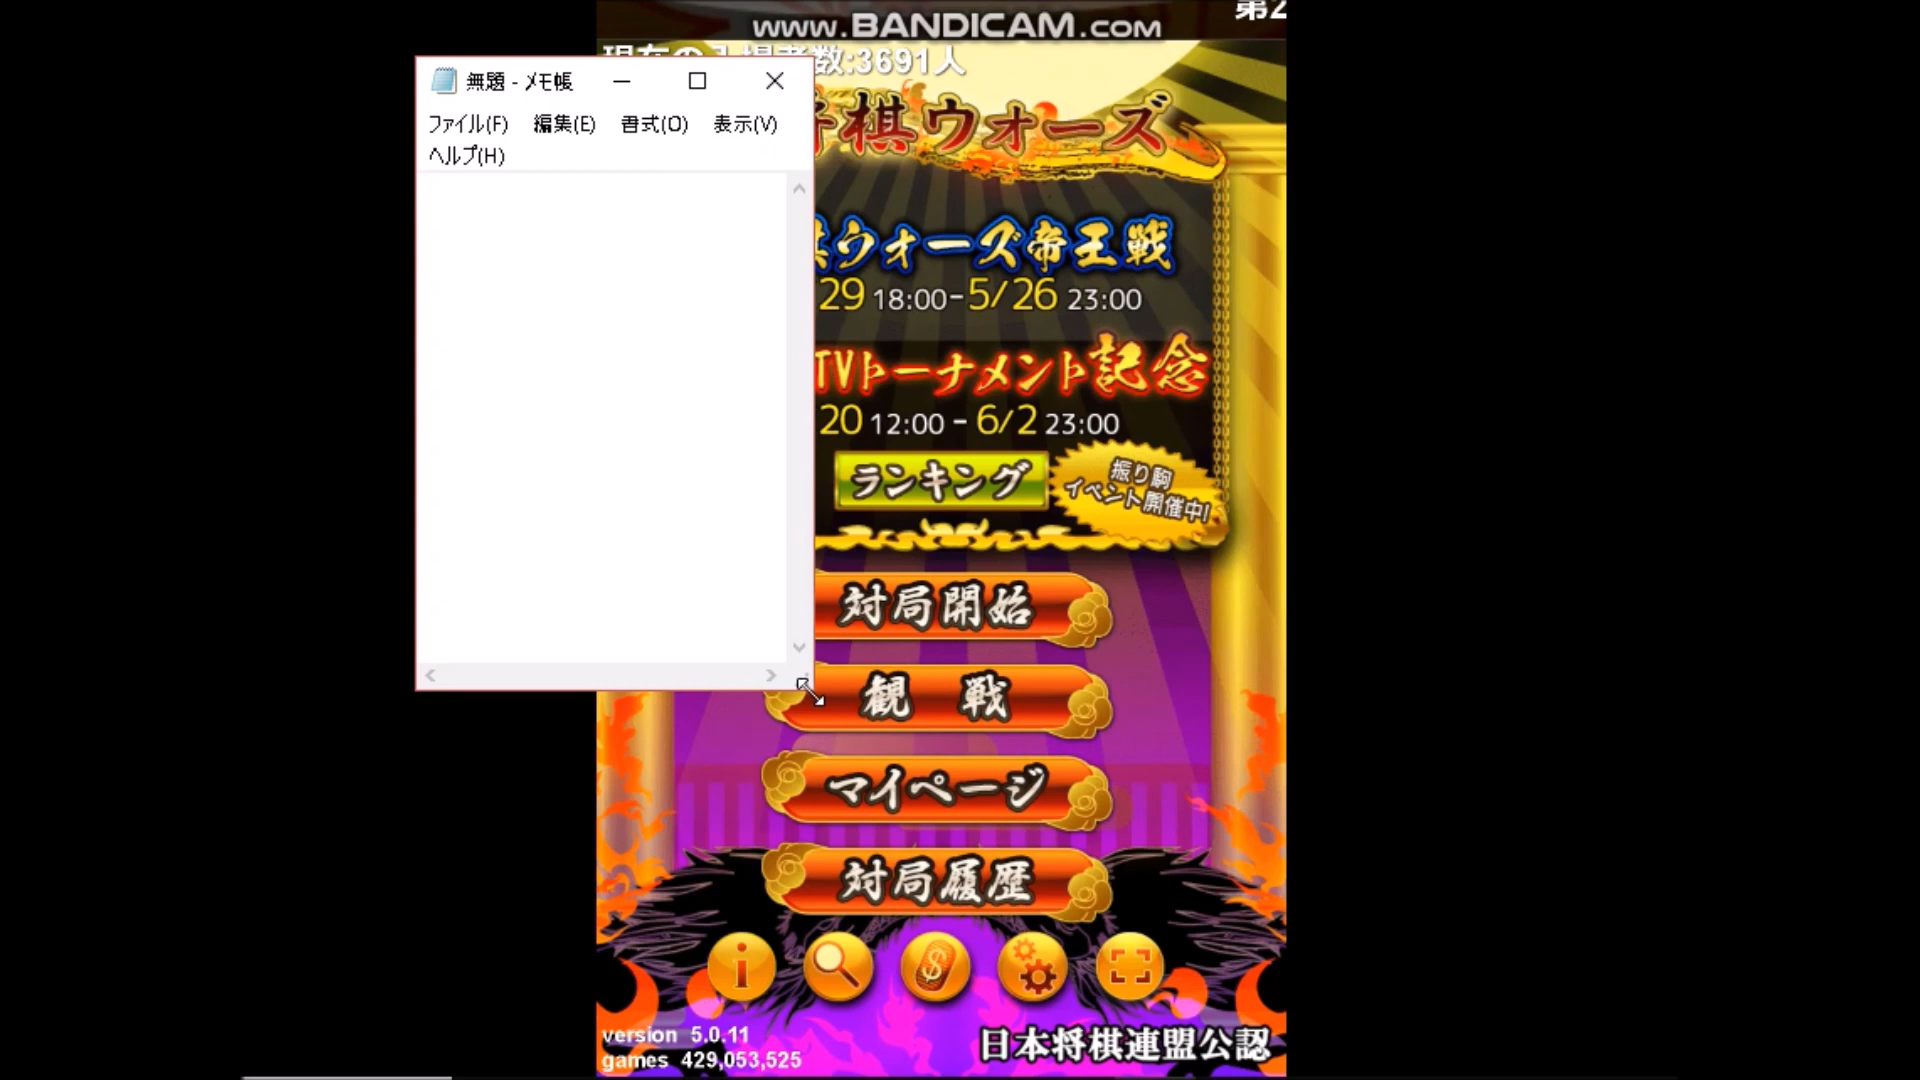 第2
www.BANDICAM.com
数:3691人
無題 - メモ帳
ファイル(F) 編集(E) 書式(O) 表示(V)
ヘルプ(H)
棋ウォーズ
ウォーズ帝王戦
29 18:00-5/26 23:00
TVトーナメント記念
20 12:00 - 6/2 23:00
ランキング
振り駒
イベント開催中!
対局開始
観 戦
マイページ
対局履歴
version 5.0.11
games 429,053,525
日本将棋連盟公認